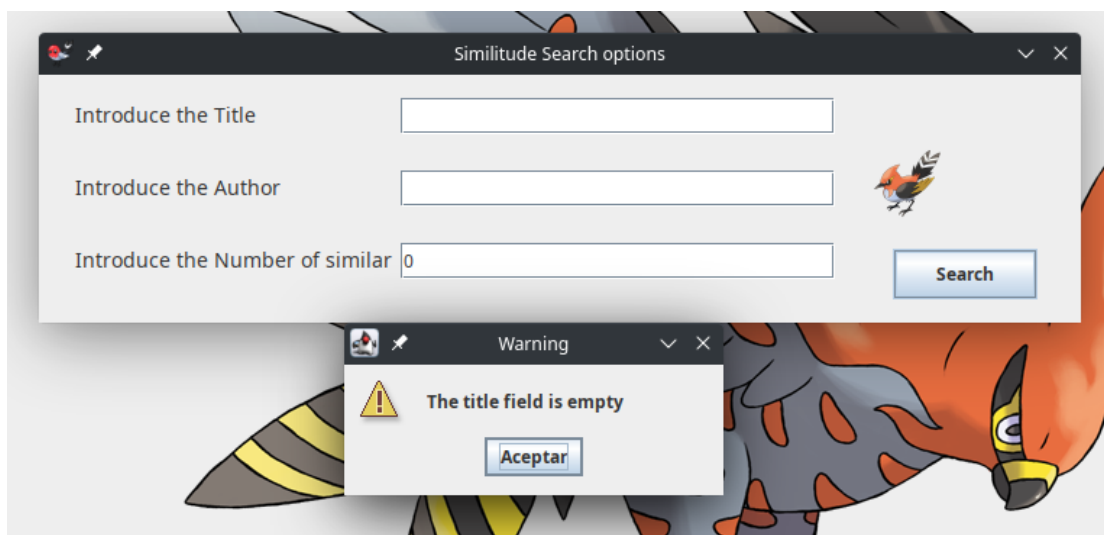 Similitude Search options
Introduce the Title
Introduce the Author
Introduce the Number of similar 0
Search
Warning
The title field is empty
Aceptar